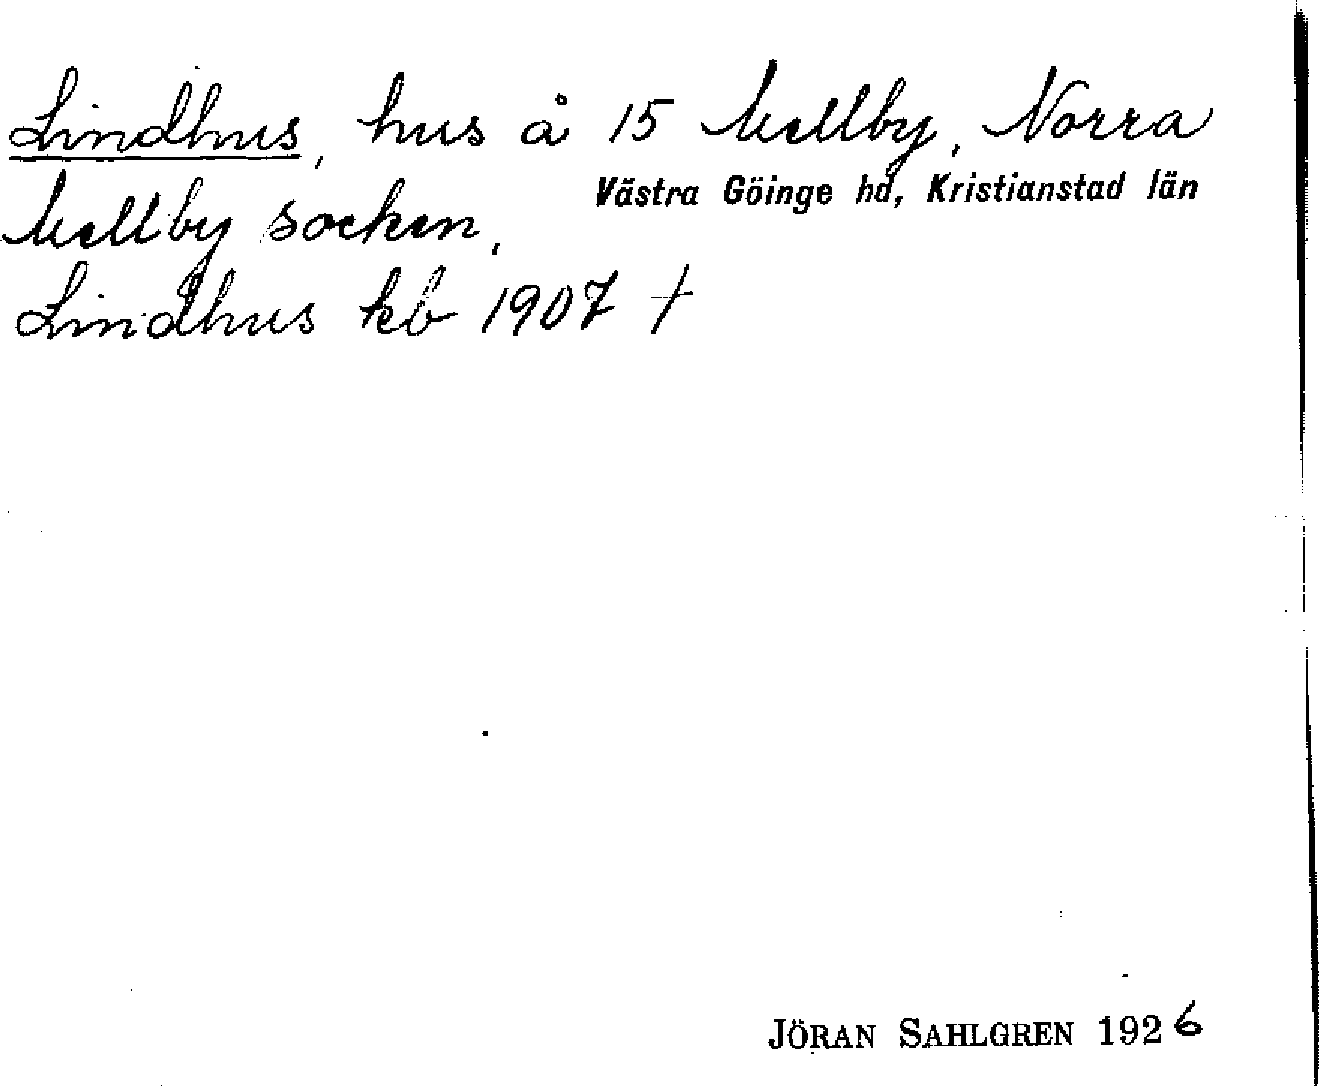 Lindhus, hus å 15 Mellby, Norra
Västra Göinge hd, Kristianstad län
Mellby socken,
Lindhus kb 1907 †
JÖRAN SAHLGREN 1926